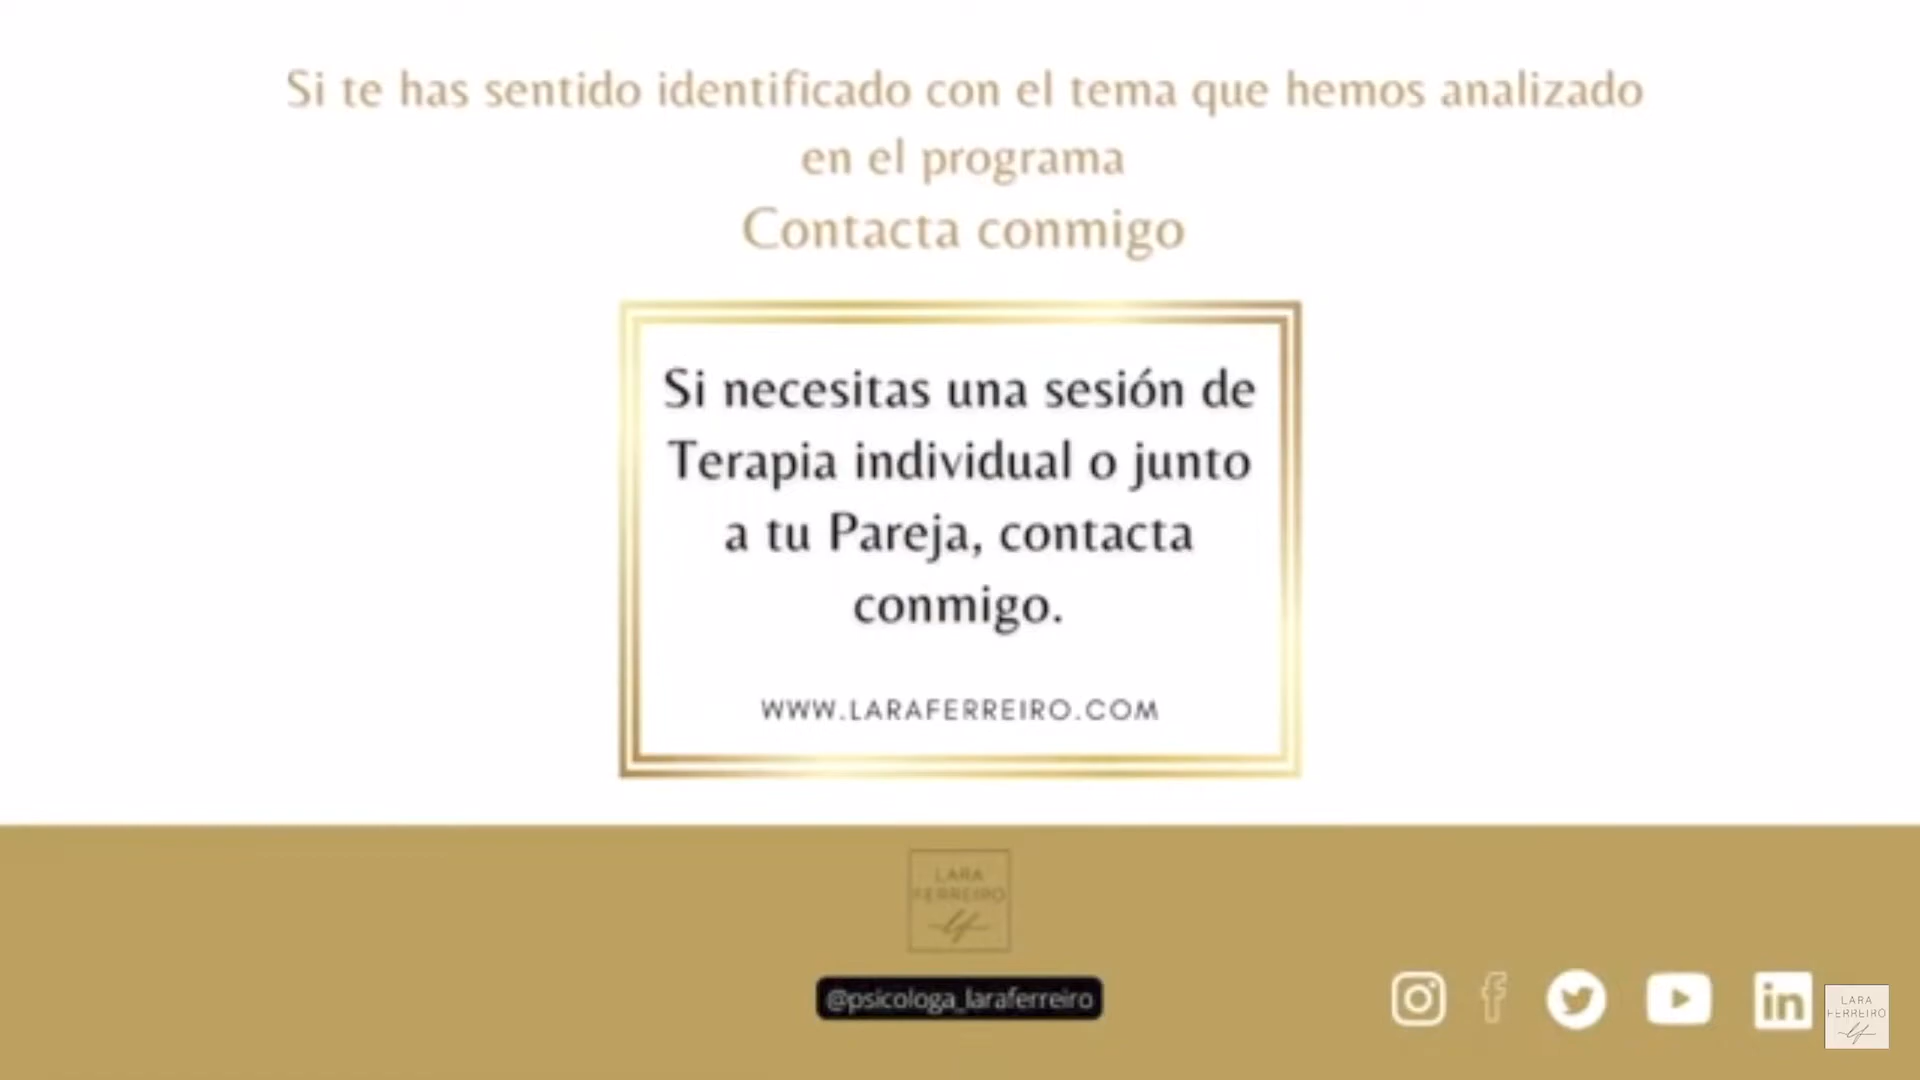 Si te has sentido identificado con el tema que hemos analizado
en el programa
Contacta conmigo
Si necesitas una sesión de
Terapia individual o junto
a tu Pareja, contacta
conmigo.
WWW.LARAFERREIRO.COM
LARA
FERREIRO
@psicologa_laraferreiro
LARA
FERREIRO